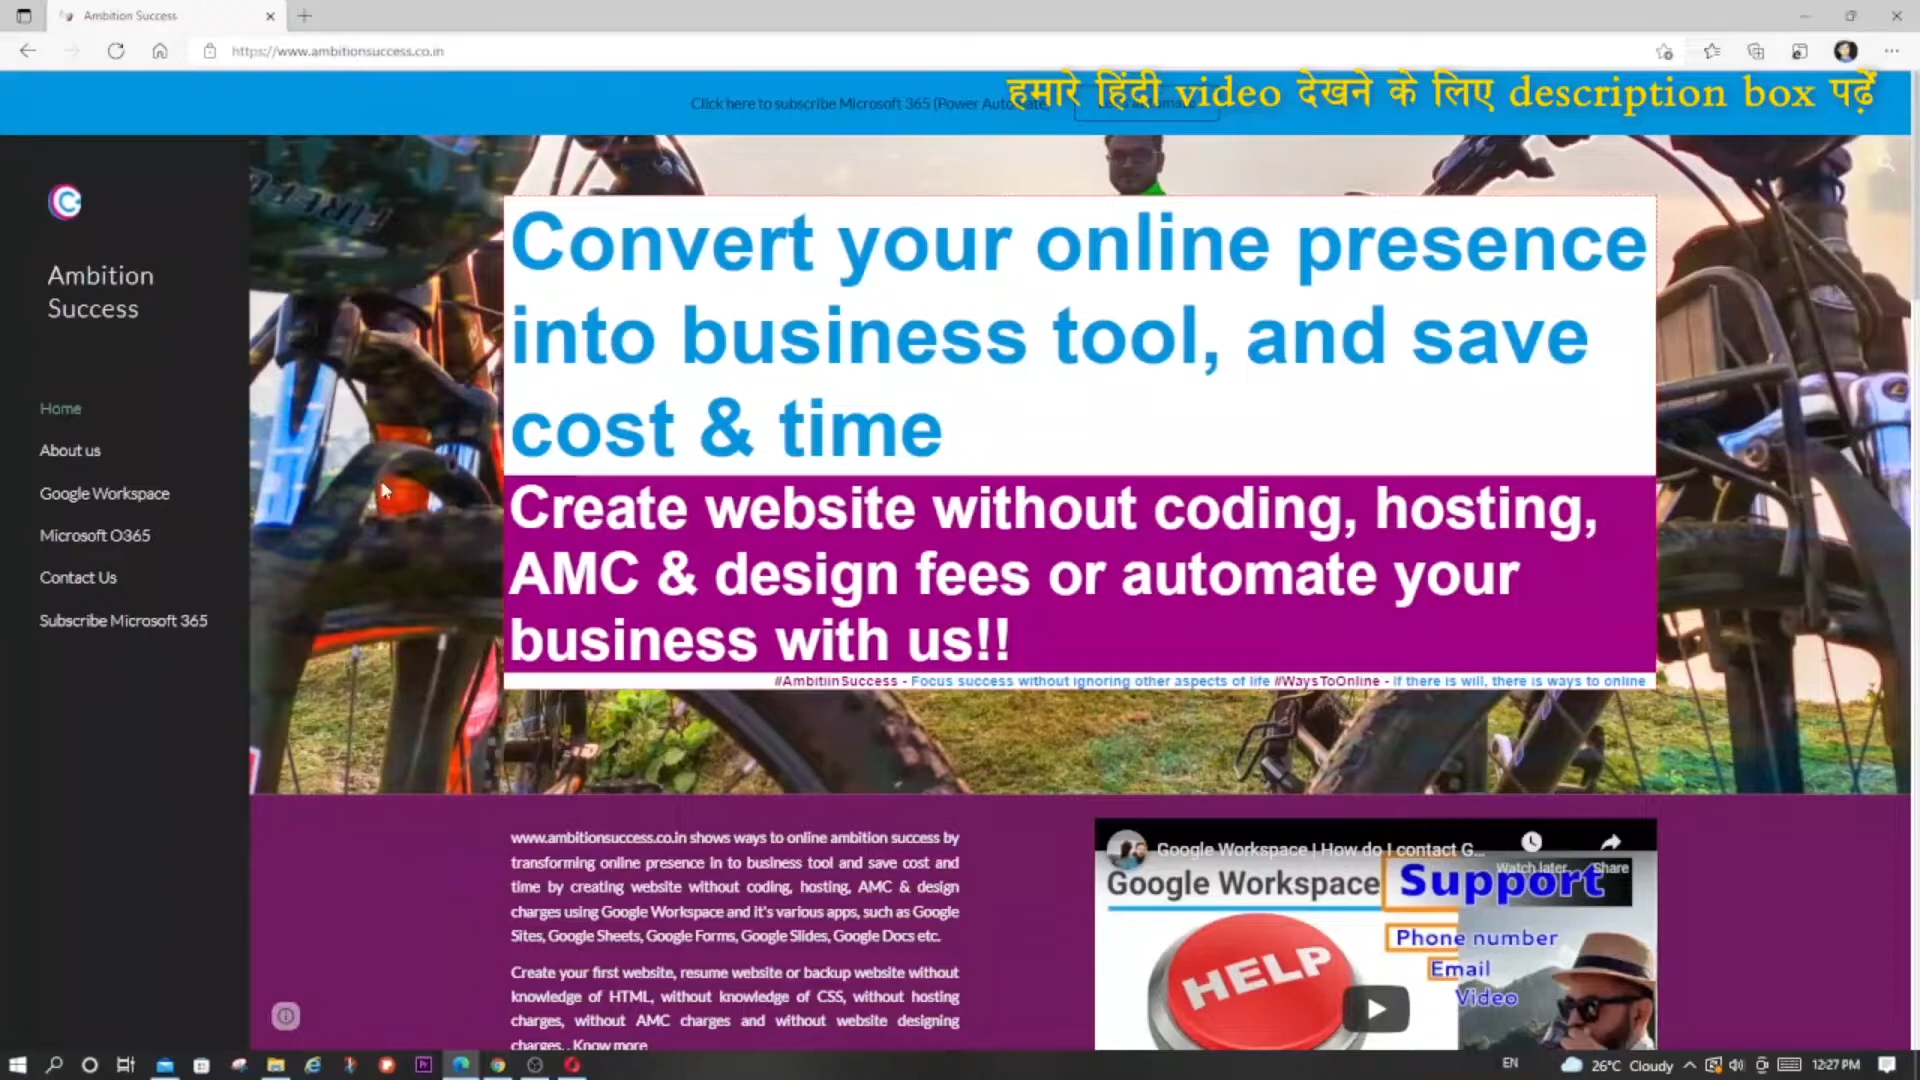 Ambition Success
https://www.ambitionsuccess.co.in
हमारे हिंदी video देखने के लिए description box पढ़ें
Click here to subscribe Microsoft 365 (Power Automate)
Ambition
Success
Home
About us
Google Workspace
Microsoft O365
Contact Us
Subscribe Microsoft 365
Convert your online presence
into business tool, and save
cost & time
Create website without coding, hosting,
AMC & design fees or automate your
business with us!!
#AmbitiinSuccess - Focus success without ignoring other aspects of life #WaysToOnline - If there is will, there is ways to online
www.ambitionsuccess.co.in shows ways to online ambition success by
transforming online presence in to business tool and save cost and
time by creating website without coding, hosting, AMC & design
charges using Google Workspace and it's various apps, such as Google
Sites, Google Sheets, Google Forms, Google Slides, Google Docs etc.
Create your first website, resume website or backup website without
knowledge of HTML, without knowledge of CSS, without hosting
charges, without AMC charges and without website designing
charges. . Know more
Google Workspace | How do I contact G...
Watch later
Share
Google Workspace Support
HELP
Phone number
Email
Video
EN
26°C Cloudy
12:27 PM